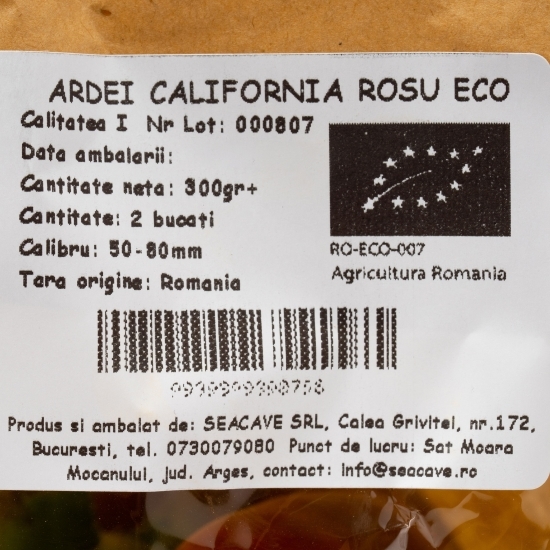 ARDEI CALIFORNIA ROSU ECO
Calitatea I Nr Lot: 000807
Data ambalarii:
Cantitate neta: 300gr+
Cantitate: 2 bucati
Calibru: 50-80mm
Tara origine: Romania
RO-ECO-007
Agricultura Romania
Produs si ambalat de: SEACAVE SRL, Calea Grivitei, nr.172,
Bucuresti, tel. 0730079080 Punct de lucru: Sat Moara
Mocanului, jud. Arges, contact: info@seacave.ro